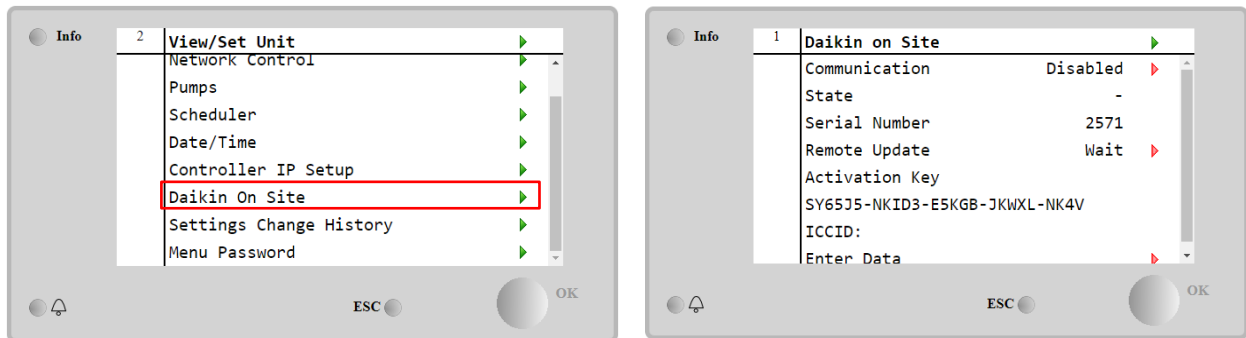 Info
2 View/Set Unit
Network Control
Pumps
Scheduler
Date/Time
Controller IP Setup
Daikin On Site
Settings Change History
Menu Password
ESC
OK
Info
1 Daikin on Site
Communication Disabled
State -
Serial Number 2571
Remote Update Wait
Activation Key
SY65J5-NKID3-E5KGB-JKWXL-NK4V
ICCID:
Enter Data
ESC
OK